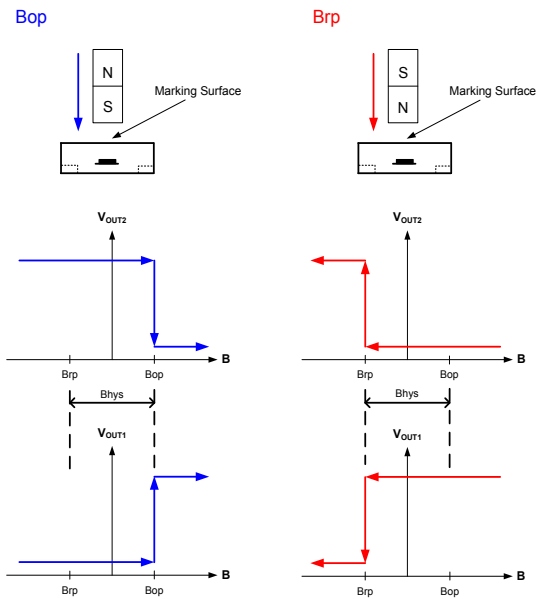 Bop
Brp
N
S
Marking Surface
S
N
Marking Surface
VOUT2
B
Brp
Bop
VOUT2
B
Brp
Bop
Bhys
Bhys
VOUT1
B
Brp
Bop
VOUT1
B
Brp
Bop